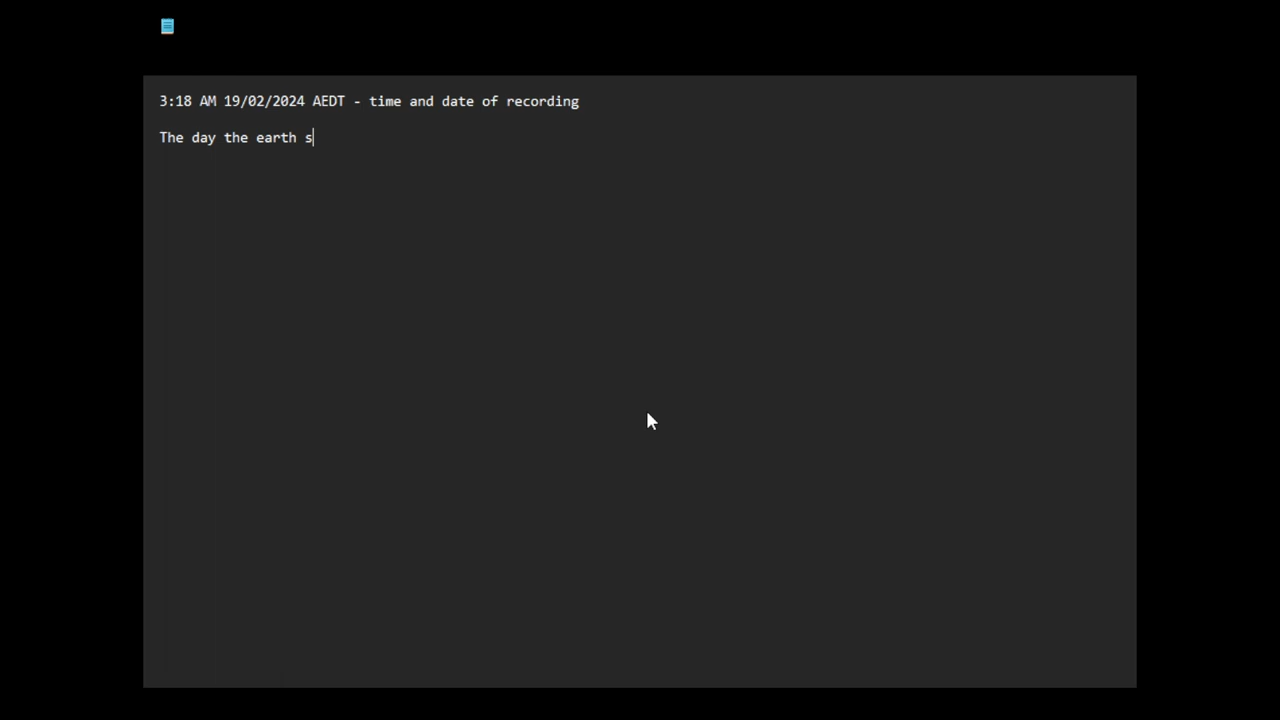 3:18 AM 19/02/2024 AEDT - time and date of recording
The day the earth s